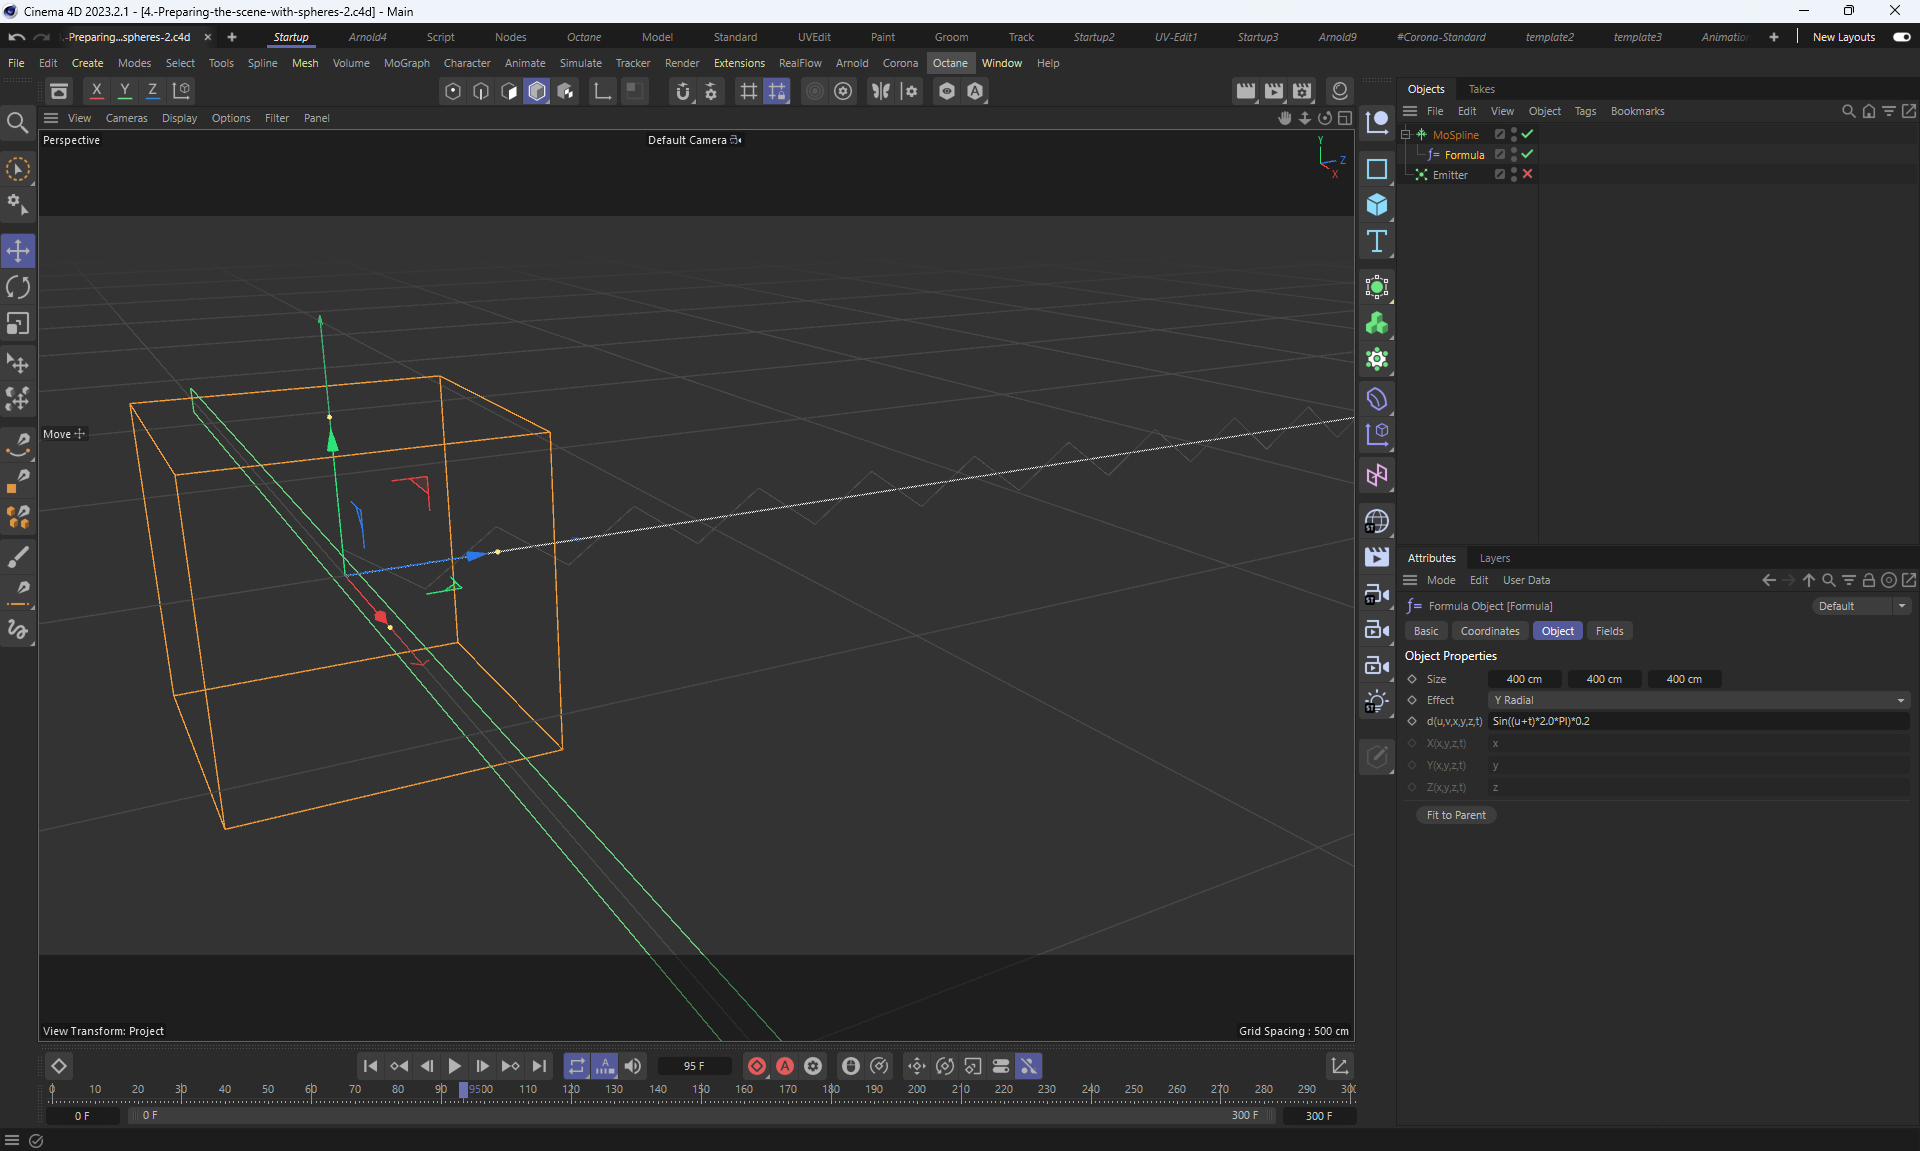 Cinema 4D 2023.2.1 - [4.-Preparing-the-scene-with-spheres-2.c4d] - Main
.-Preparing...spheres-2.c4d Startup Arnold4 Script Nodes Octane Model Standard UVEdit Paint Groom Track Startup2 UV-Edit1 Startup3 Arnold9 #Corona-Standard template2 template3 Animatio New Layouts
File Edit Create Modes Select Tools Spline Mesh Volume MoGraph Character Animate Simulate Tracker Render Extensions RealFlow Arnold Corona Octane Window Help
X Y Z
View Cameras Display Options Filter Panel
Perspective
Default Camera
Y
Z
X
Move
View Transform: Project
Grid Spacing : 500 cm
Objects Takes
File Edit View Object Tags Bookmarks
MoSpline
Formula
Emitter
ST
ST
ST
Attributes Layers
Mode Edit User Data
Formula Object [Formula]
Default
Basic Coordinates Object Fields
Object Properties
Size 400 cm 400 cm 400 cm
Effect Y Radial
d(u,v,x,y,z,t) Sin((u+t)*2.0*PI)*0.2
X(x,y,z,t) x
Y(x,y,z,t) y
Z(x,y,z,t) z
Fit to Parent
95 F
0 10 20 30 40 50 60 70 80 90 9500 110 120 130 140 150 160 170 180 190 200 210 220 230 240 250 260 270 280 290 30
0 F 0 F 300 F 300 F